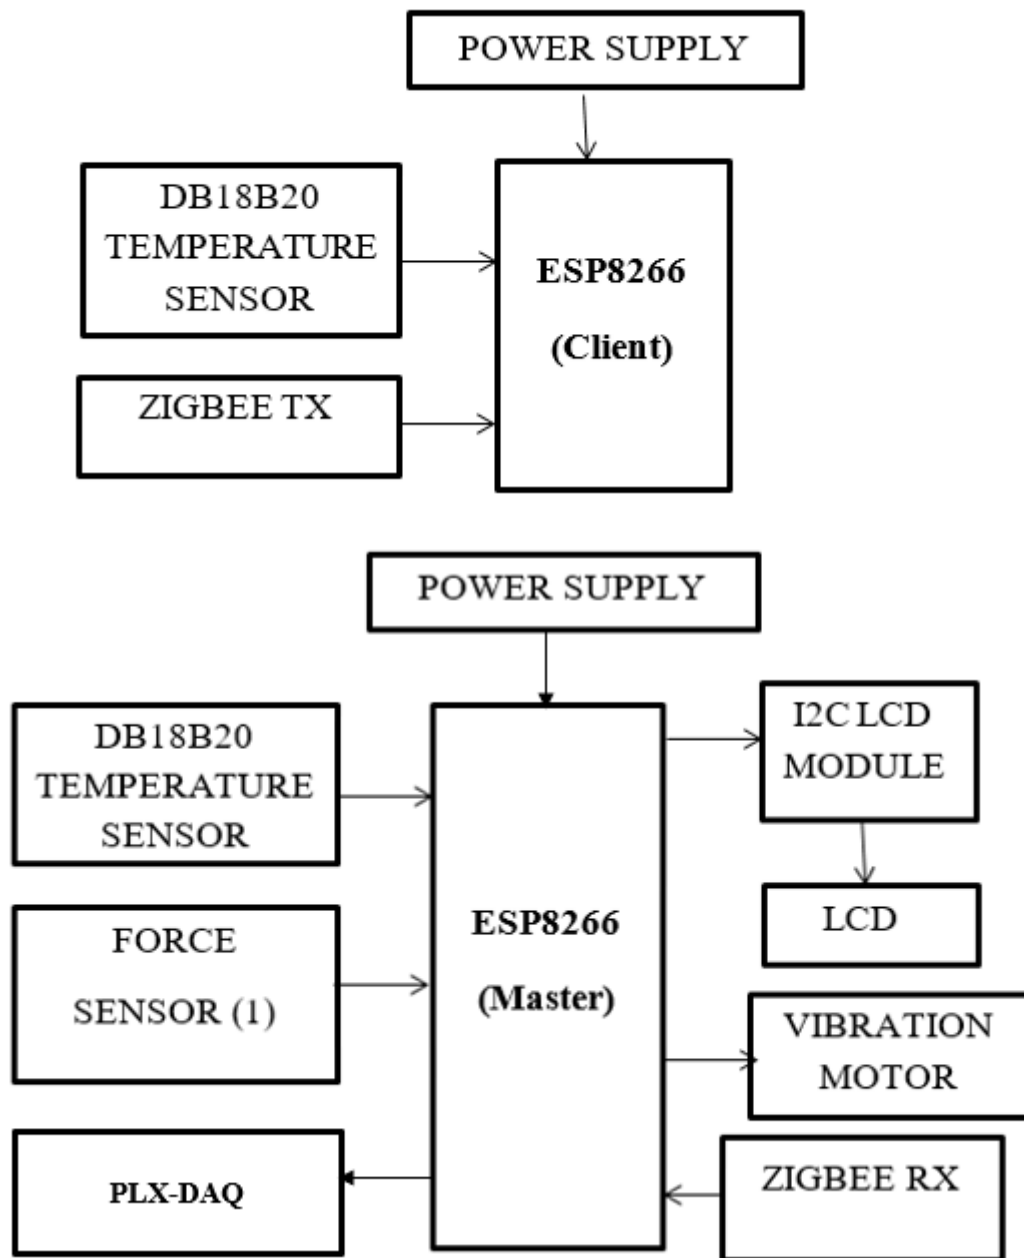 POWER SUPPLY
DB18B20
TEMPERATURE
SENSOR
ESP8266
(Client)
ZIGBEE TX
POWER SUPPLY
DB18B20
TEMPERATURE
SENSOR
I2C LCD
MODULE
LCD
FORCE
SENSOR (1)
ESP8266
(Master)
VIBRATION
MOTOR
PLX-DAQ
ZIGBEE RX